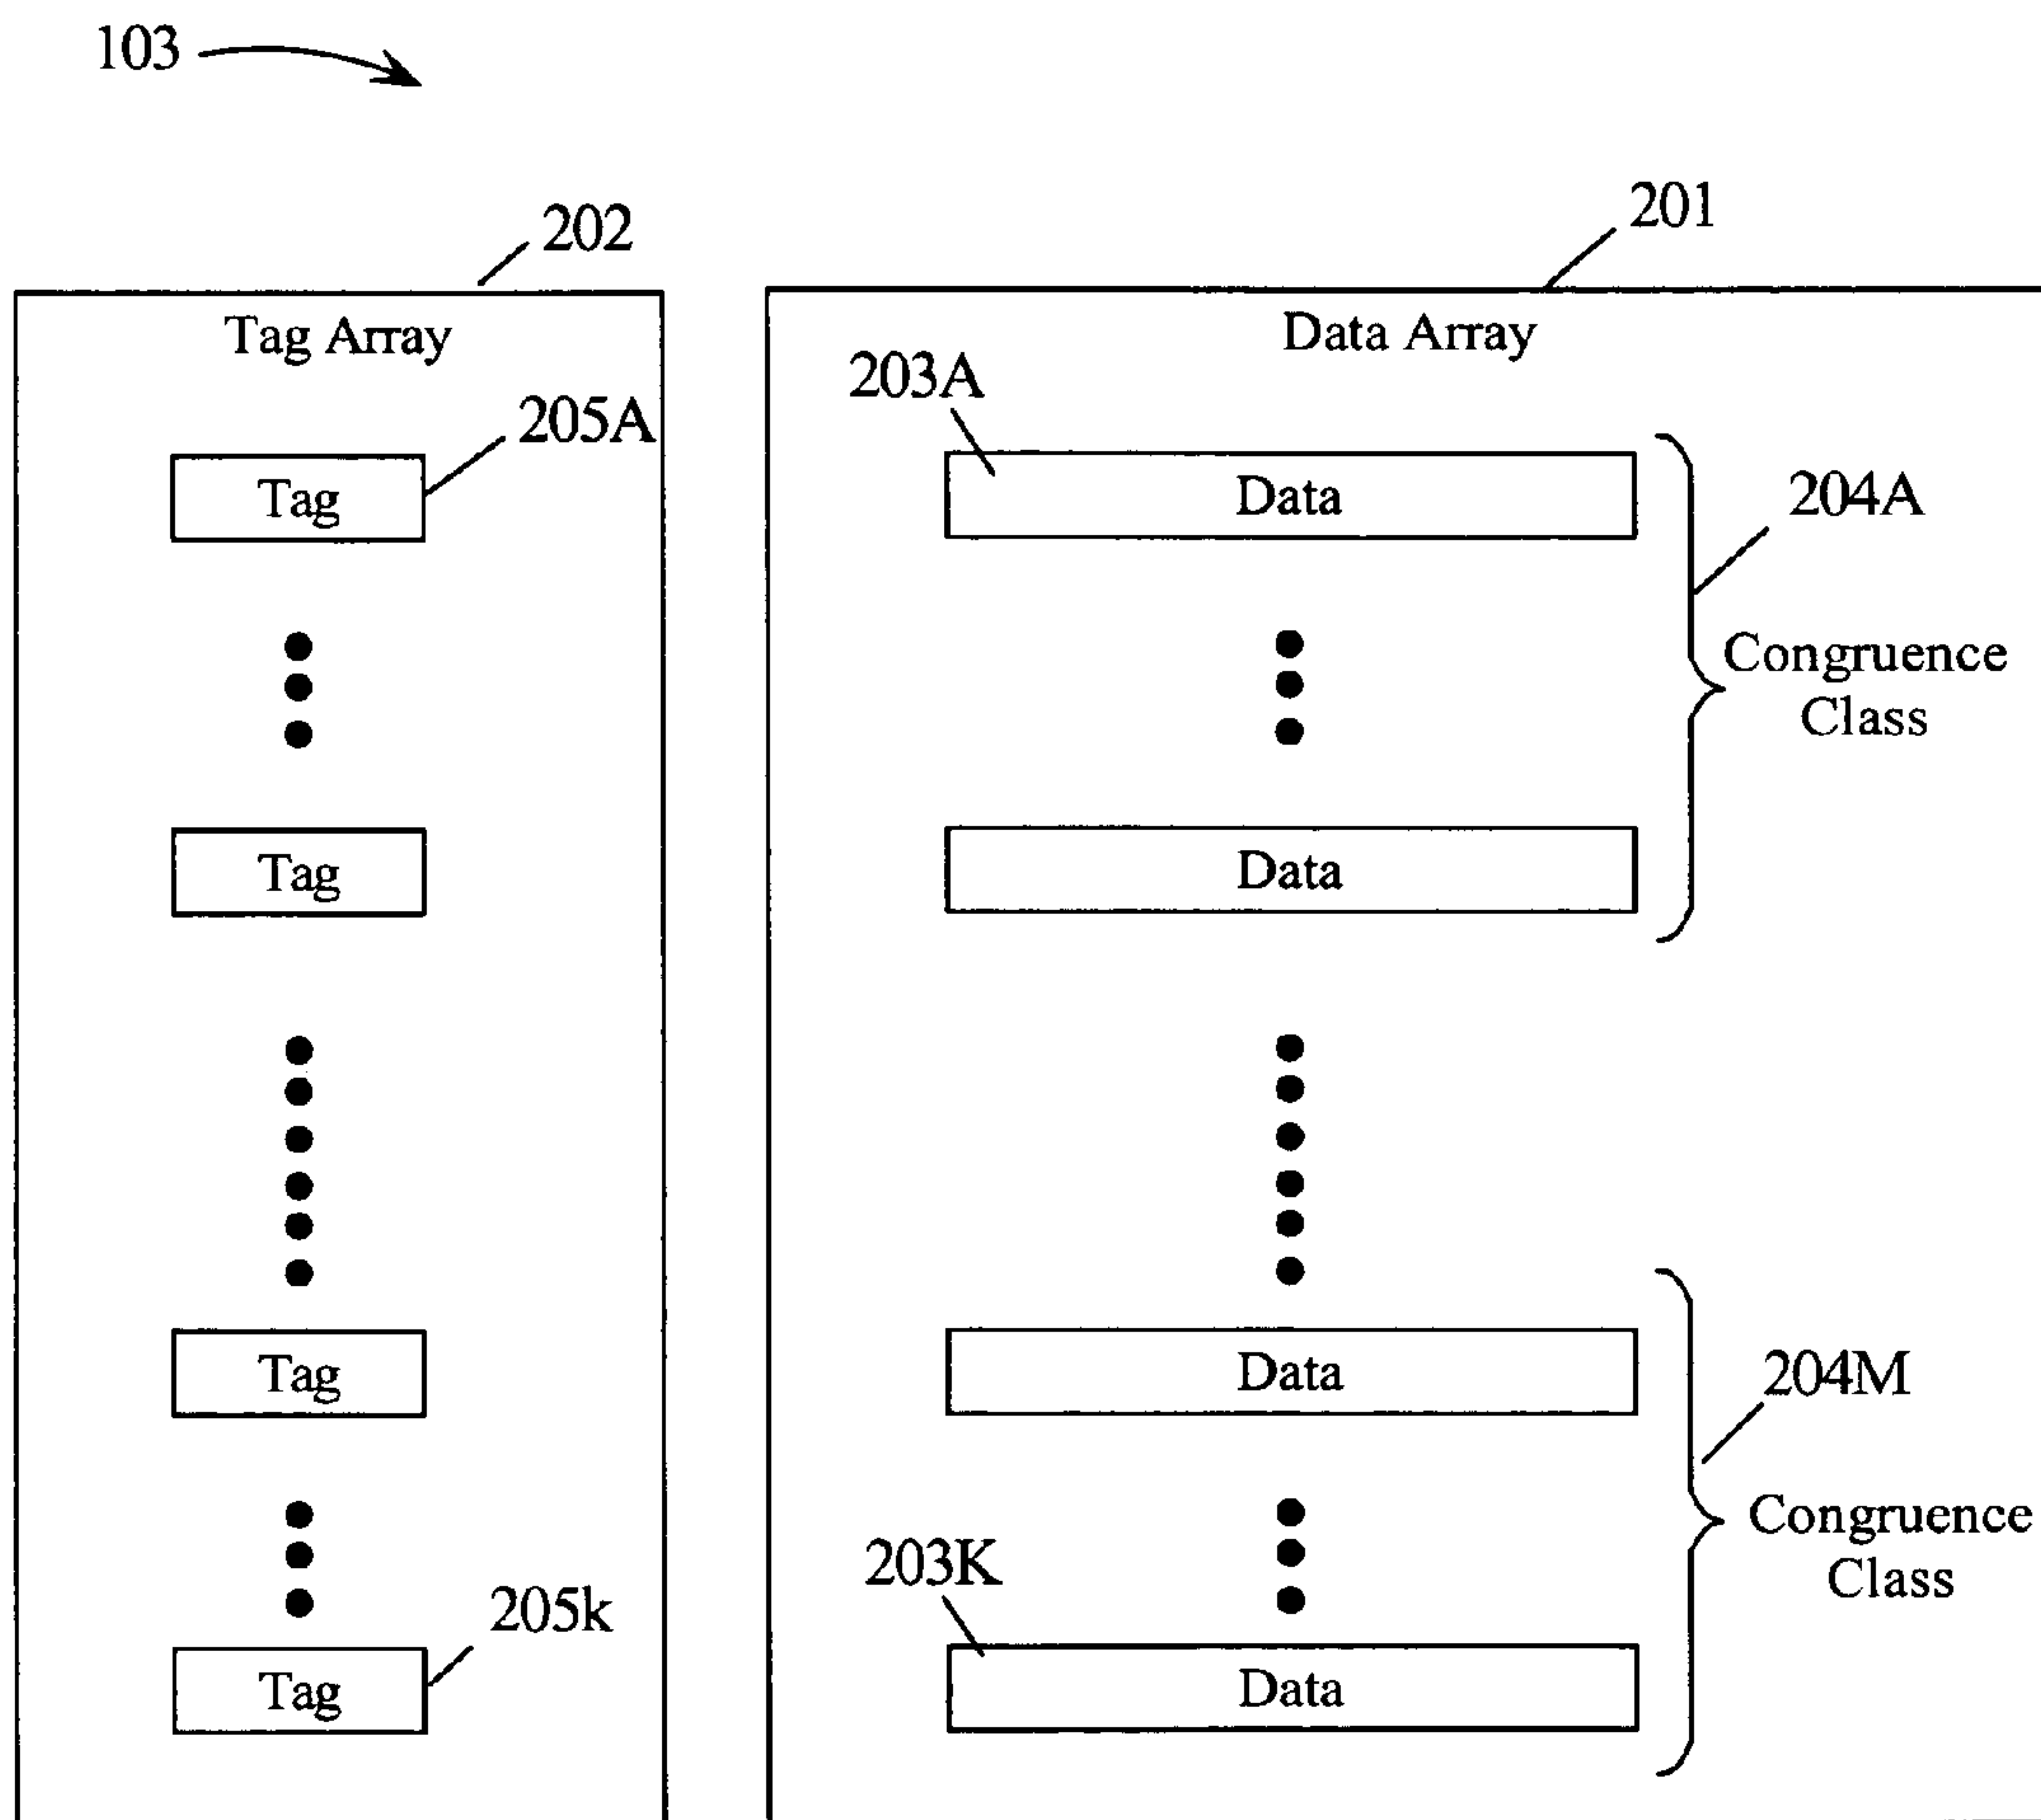 103
202
201
Tag Array
Data Array
203A
205A
Tag
Data
204A
Congruence
Class
Tag
Data
Tag
Data
204M
Congruence
Class
203K
205k
Tag
Data